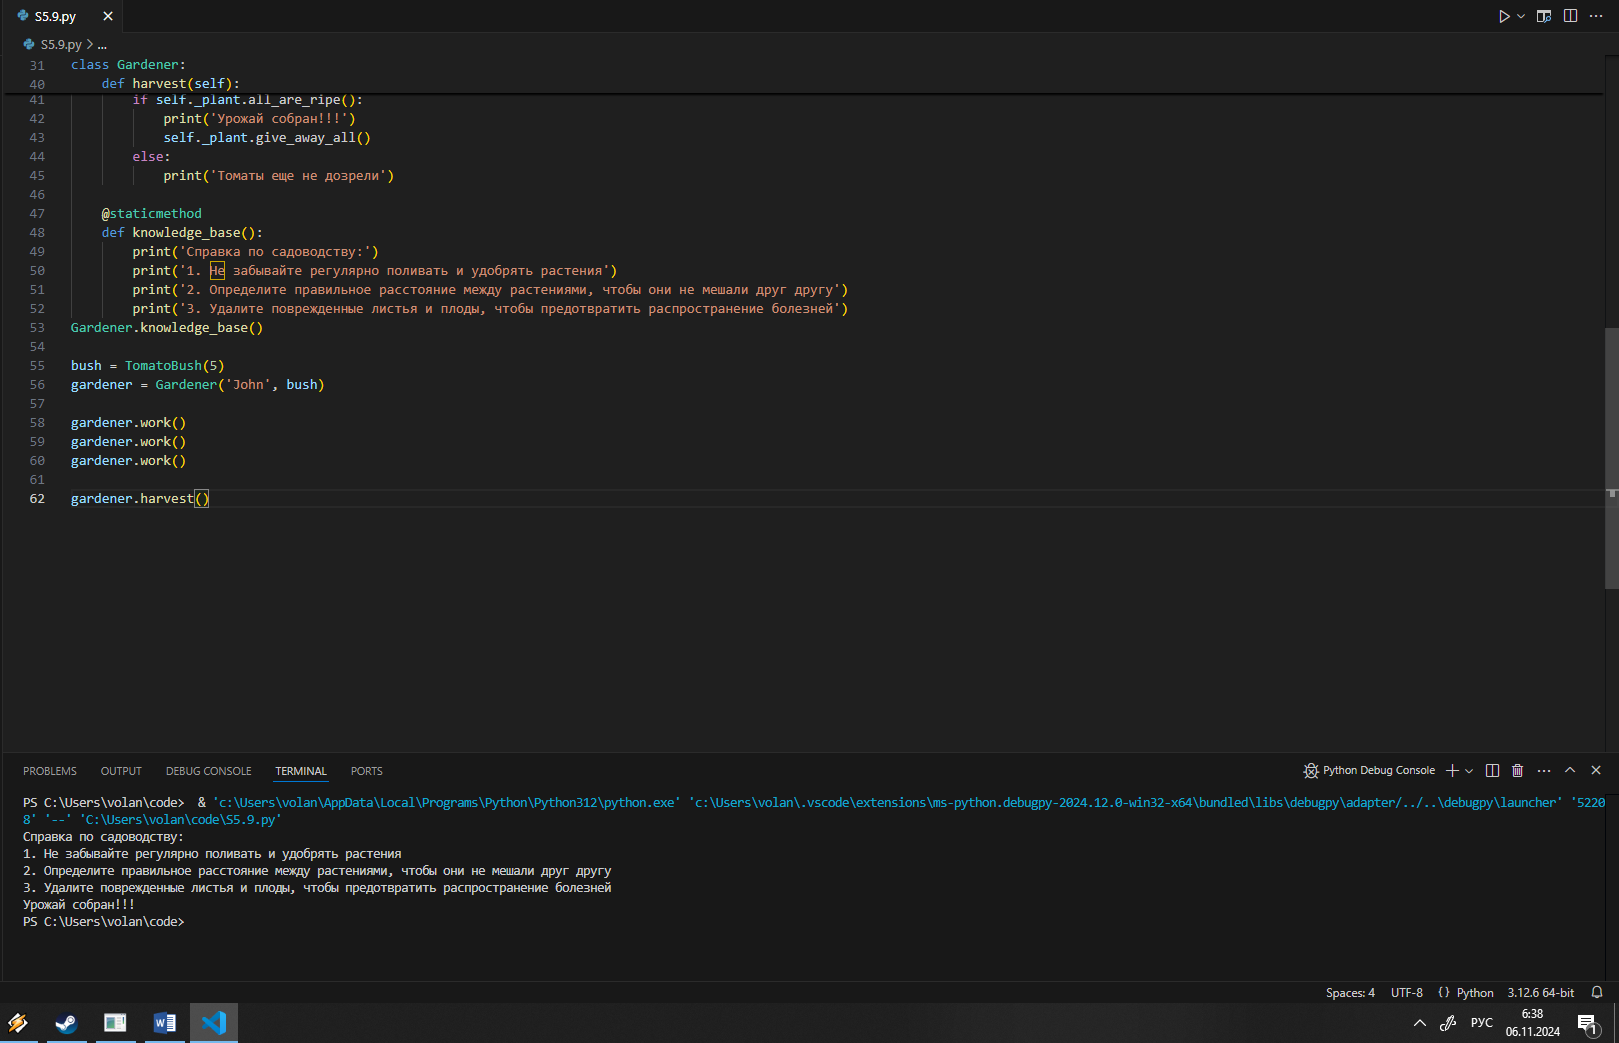 S5.9.py
S5.9.py > ...
31 class Gardener:
40     def harvest(self):
41         if self._plant.all_are_ripe():
42             print('Урожай собран!!!')
43             self._plant.give_away_all()
44         else:
45             print('Томаты еще не дозрели')
46
47     @staticmethod
48     def knowledge_base():
49         print('Справка по садоводству:')
50         print('1. Не забывайте регулярно поливать и удобрять растения')
51         print('2. Определите правильное расстояние между растениями, чтобы они не мешали друг другу')
52         print('3. Удалите поврежденные листья и плоды, чтобы предотвратить распространение болезней')
53 Gardener.knowledge_base()
54
55 bush = TomatoBush(5)
56 gardener = Gardener('John', bush)
57
58 gardener.work()
59 gardener.work()
60 gardener.work()
61
62 gardener.harvest()
PROBLEMS OUTPUT DEBUG CONSOLE TERMINAL PORTS Python Debug Console
PS C:\Users\volan\code>  & 'c:\Users\volan\AppData\Local\Programs\Python\Python312\python.exe' 'c:\Users\volan\.vscode\extensions\ms-python.debugpy-2024.12.0-win32-x64\bundled\libs\debugpy\adapter/../..\debugpy\launcher' '5220
8' '--' 'C:\Users\volan\code\S5.9.py'
Справка по садоводству:
1. Не забывайте регулярно поливать и удобрять растения
2. Определите правильное расстояние между растениями, чтобы они не мешали друг другу
3. Удалите поврежденные листья и плоды, чтобы предотвратить распространение болезней
Урожай собран!!!
PS C:\Users\volan\code>
Spaces: 4 UTF-8 {} Python 3.12.6 64-bit
РУС 6:38
06.11.2024 1